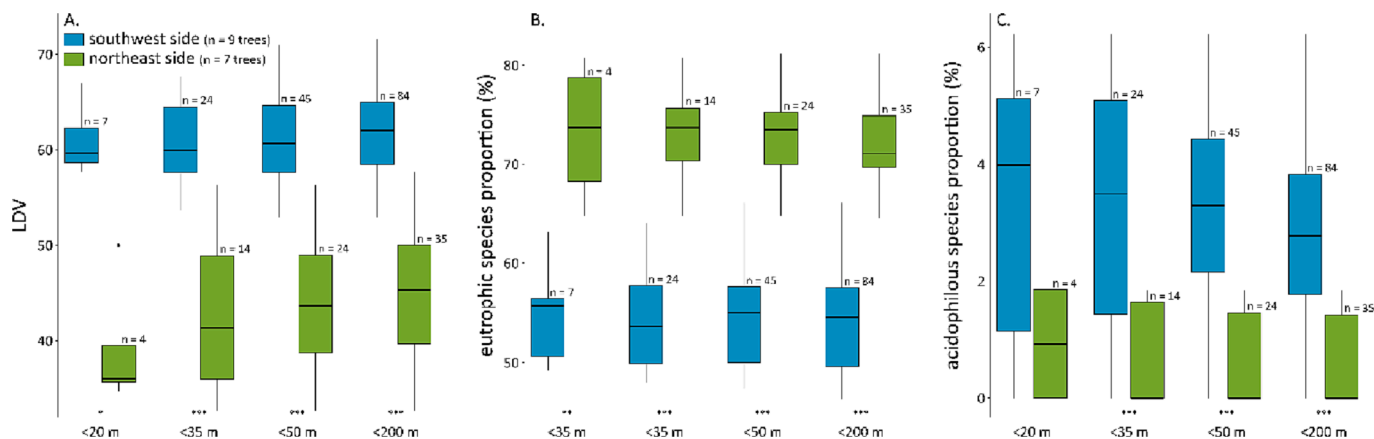 A.
southwest side (n = 9 trees)
northeast side (n = 7 trees)
LDV
70
60
50
40
n = 7
n = 24
n = 45
n = 84
n = 4
n = 14
n = 24
n = 35
*
***
***
***
<20 m
<35 m
<50 m
<200 m
B.
eutrophic species proportion (%)
80
70
60
50
n = 4
n = 14
n = 24
n = 35
n = 7
n = 24
n = 45
n = 84
**
***
***
***
<35 m
<35 m
<50 m
<200 m
C.
acidophilous species proportion (%)
6
4
2
0
n = 7
n = 24
n = 45
n = 84
n = 4
n = 14
n = 24
n = 35
***
***
***
<20 m
<35 m
<50 m
<200 m